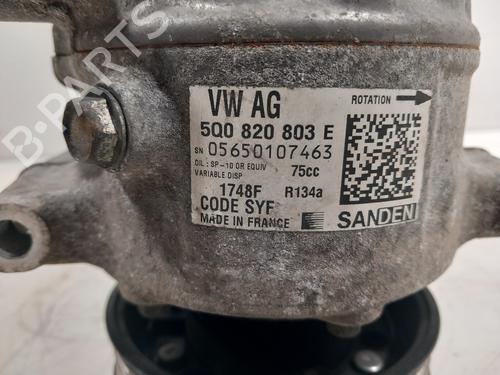 VW AG
ROTATION
5Q0 820 803 E
SN 05650107463
OIL : SP-10 OR EQUIV 75cc
VARIABLE DISP
1748F R134a
CODE SYF
MADE IN FRANCE SANDEN
B-PARTS